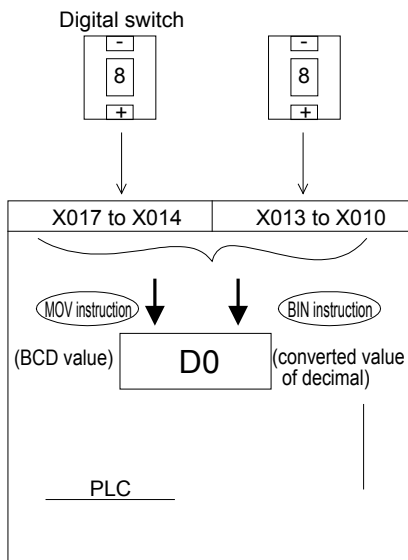 Digital switch
- -
8 8
+ +
X017 to X014 X013 to X010
MOV instruction BIN instruction
(BCD value) D0 (converted value
of decimal)
PLC